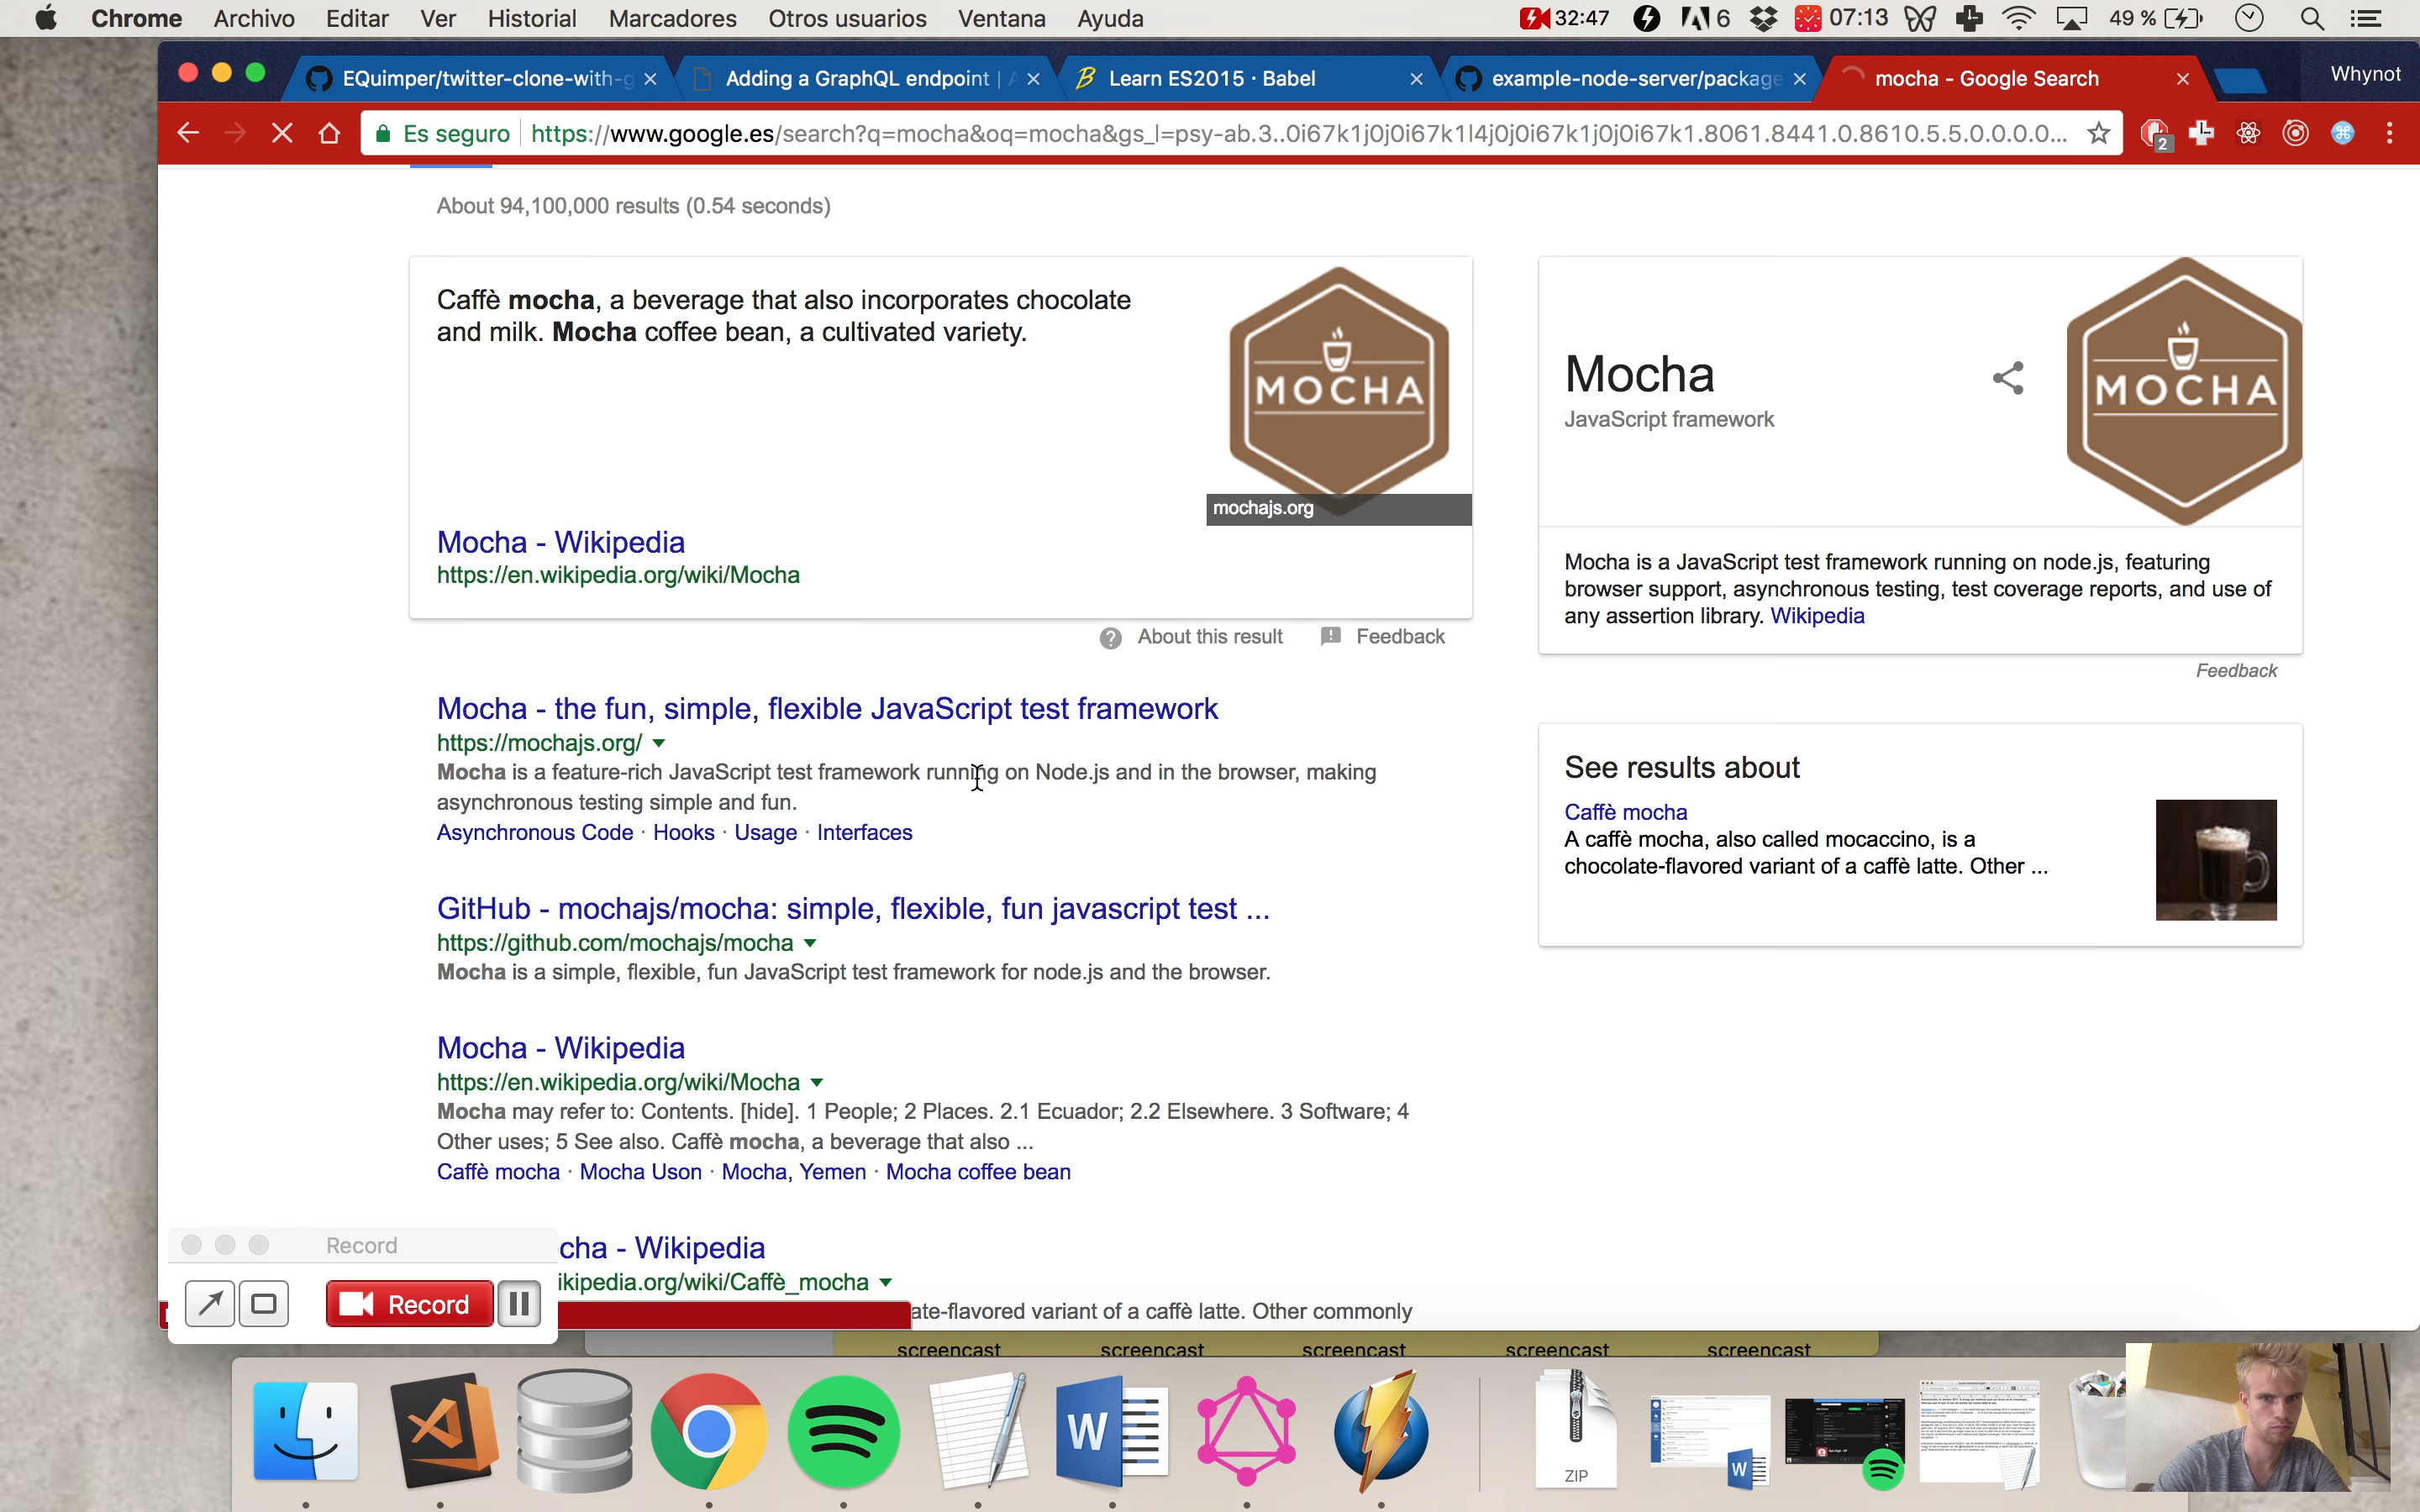 Chrome Archivo Editar Ver Historial Marcadores Otros usuarios Ventana Ayuda 32:47 6 07:13 49 %
EQuimper/twitter-clone-with-g Adding a GraphQL endpoint | Learn ES2015 · Babel example-node-server/package mocha - Google Search Whynot
Es seguro https://www.google.es/search?q=mocha&oq=mocha&gs_l=psy-ab.3..0i67k1j0j0i67k1l4j0j0i67k1j0j0i67k1.8061.8441.0.8610.5.5.0.0.0.0... 2
About 94,100,000 results (0.54 seconds)
Caffè mocha, a beverage that also incorporates chocolate
and milk. Mocha coffee bean, a cultivated variety.
MOCHA
mochajs.org
Mocha - Wikipedia
https://en.wikipedia.org/wiki/Mocha
About this result Feedback
Mocha
JavaScript framework
MOCHA
Mocha is a JavaScript test framework running on node.js, featuring
browser support, asynchronous testing, test coverage reports, and use of
any assertion library. Wikipedia
Feedback
Mocha - the fun, simple, flexible JavaScript test framework
https://mochajs.org/
Mocha is a feature-rich JavaScript test framework running on Node.js and in the browser, making
asynchronous testing simple and fun.
Asynchronous Code · Hooks · Usage · Interfaces
See results about
Caffè mocha
A caffè mocha, also called mocaccino, is a
chocolate-flavored variant of a caffè latte. Other ...
GitHub - mochajs/mocha: simple, flexible, fun javascript test ...
https://github.com/mochajs/mocha
Mocha is a simple, flexible, fun JavaScript test framework for node.js and the browser.
Mocha - Wikipedia
https://en.wikipedia.org/wiki/Mocha
Mocha may refer to: Contents. [hide]. 1 People; 2 Places. 2.1 Ecuador; 2.2 Elsewhere. 3 Software; 4
Other uses; 5 See also. Caffè mocha, a beverage that also ...
Caffè mocha · Mocha Uson · Mocha, Yemen · Mocha coffee bean
cha - Wikipedia
ikipedia.org/wiki/Caffè_mocha
ate-flavored variant of a caffè latte. Other commonly
Record
Record
screencast screencast screencast screencast screencast
W
ZIP
W